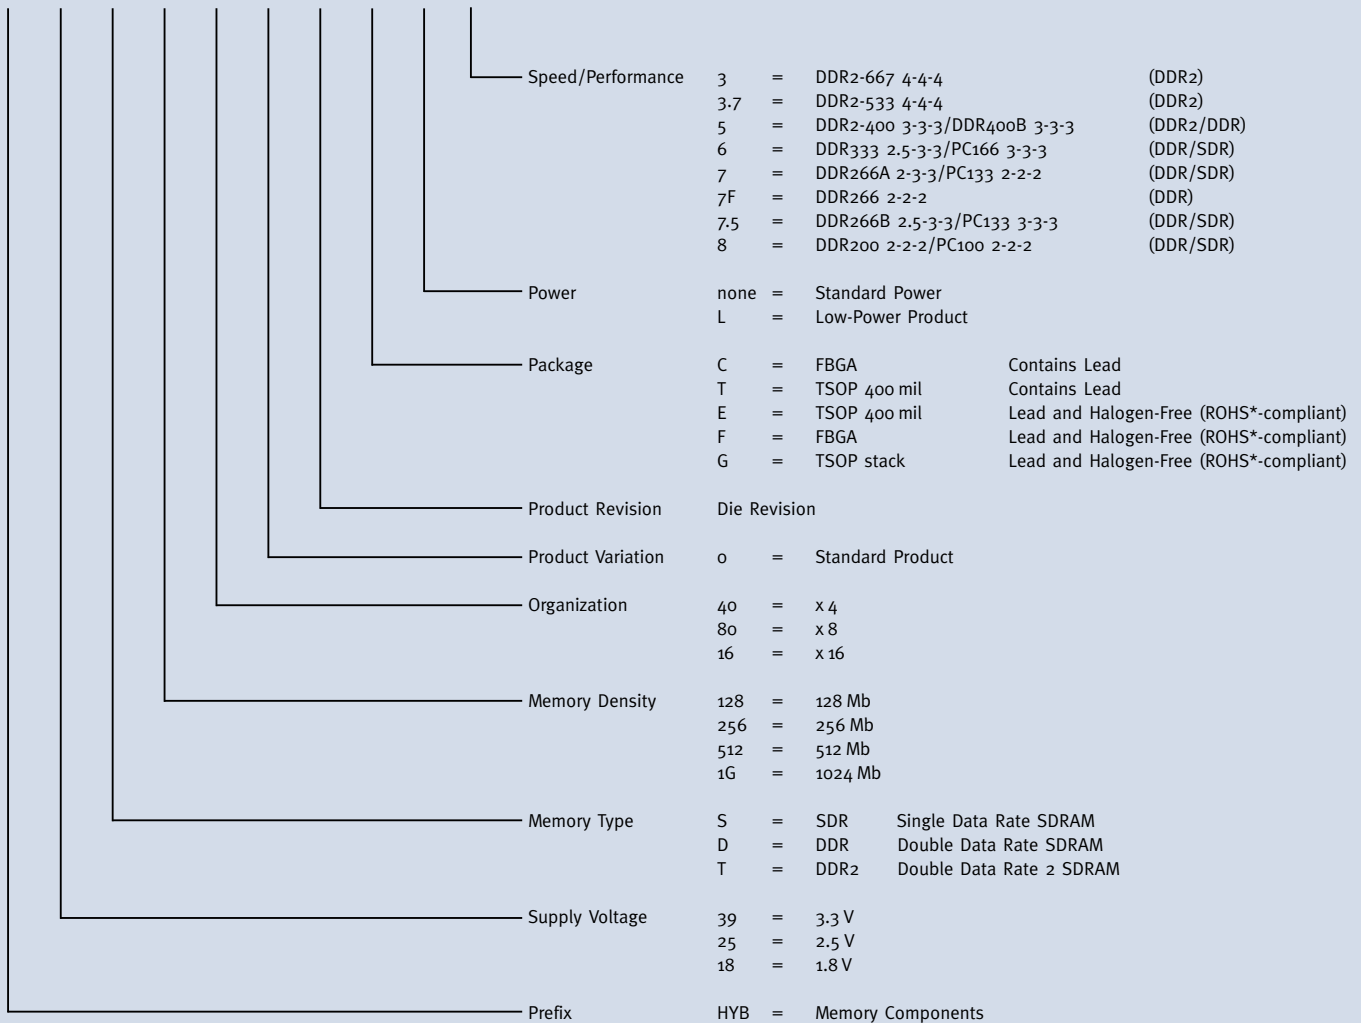 Speed/Performance 3 = DDR2-667 4-4-4 (DDR2)
3.7 = DDR2-533 4-4-4 (DDR2)
5 = DDR2-400 3-3-3/DDR400B 3-3-3 (DDR2/DDR)
6 = DDR333 2.5-3-3/PC166 3-3-3 (DDR/SDR)
7 = DDR266A 2-3-3/PC133 2-2-2 (DDR/SDR)
7F = DDR266 2-2-2 (DDR)
7.5 = DDR266B 2.5-3-3/PC133 3-3-3 (DDR/SDR)
8 = DDR200 2-2-2/PC100 2-2-2 (DDR/SDR)
Power none = Standard Power
L = Low-Power Product
Package C = FBGA Contains Lead
T = TSOP 400 mil Contains Lead
E = TSOP 400 mil Lead and Halogen-Free (ROHS*-compliant)
F = FBGA Lead and Halogen-Free (ROHS*-compliant)
G = TSOP stack Lead and Halogen-Free (ROHS*-compliant)
Product Revision Die Revision
Product Variation 0 = Standard Product
Organization 40 = x 4
80 = x 8
16 = x 16
Memory Density 128 = 128 Mb
256 = 256 Mb
512 = 512 Mb
1G = 1024 Mb
Memory Type S = SDR Single Data Rate SDRAM
D = DDR Double Data Rate SDRAM
T = DDR2 Double Data Rate 2 SDRAM
Supply Voltage 39 = 3.3 V
25 = 2.5 V
18 = 1.8 V
Prefix HYB = Memory Components